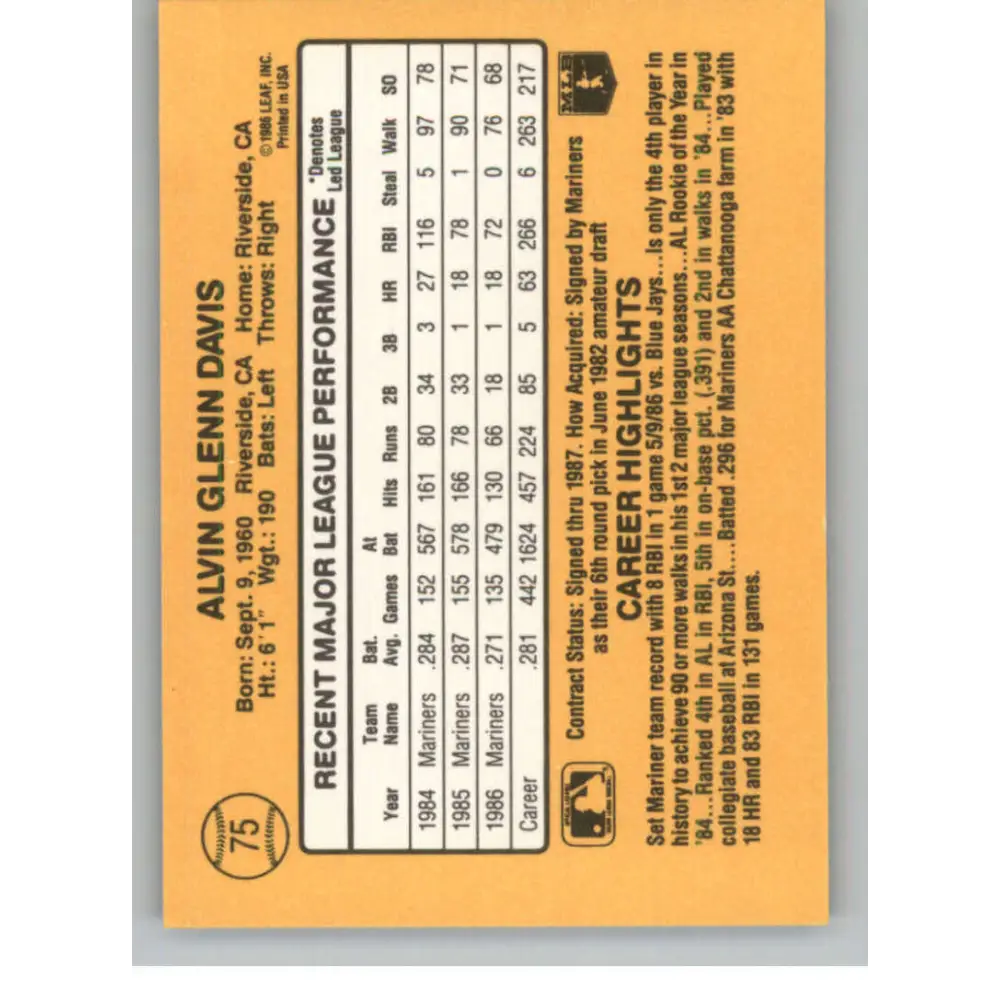 75
ALVIN GLENN DAVIS
Born: Sept. 9, 1960 Riverside, CA Home: Riverside, CA
Ht.: 6'1" Wgt.: 190 Bats: Left Throws: Right
© 1986 LEAF, INC.
Printed in USA
RECENT MAJOR LEAGUE PERFORMANCE *Denotes
Led League
Team Bat. At
Year Name Avg. Games Bat Hits Runs 2B 3B HR RBI Steal Walk SO
1984 Mariners .284 152 567 161 80 34 3 27 116 5 97 78
1985 Mariners .287 155 578 166 78 33 1 18 78 1 90 71
1986 Mariners .271 135 479 130 66 18 1 18 72 0 76 68
Career .281 442 1624 457 224 85 5 63 266 6 263 217
Contract Status: Signed thru 1987. How Acquired: Signed by Mariners
as their 6th round pick in June 1982 amateur draft
MLB
CAREER HIGHLIGHTS
Set Mariner team record with 8 RBI in 1 game 5/9/86 vs. Blue Jays...Is only the 4th player in
history to achieve 90 or more walks in his 1st 2 major league seasons...AL Rookie of the Year in
'84...Ranked 4th in AL in RBI, 5th in on-base pct. (.391) and 2nd in walks in '84...Played
collegiate baseball at Arizona St....Batted .296 for Mariners AA Chattanooga farm in '83 with
18 HR and 83 RBI in 131 games.